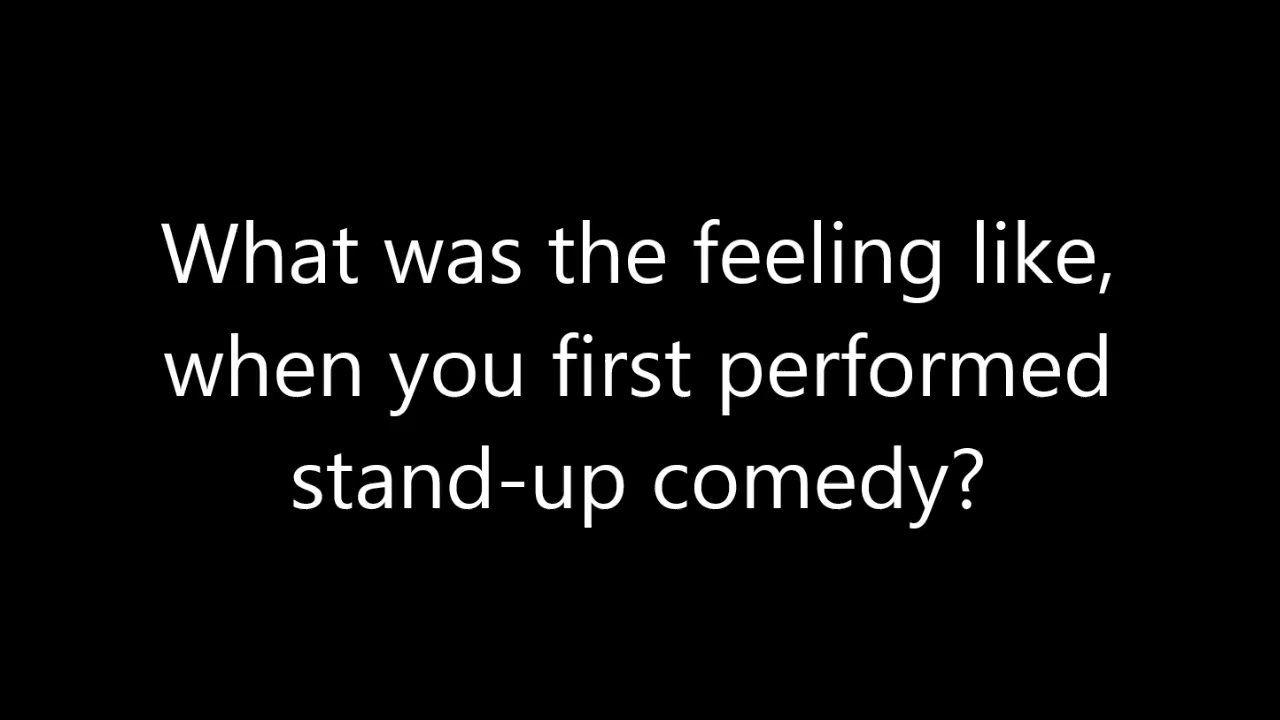 What was the feeling like,
when you first performed
stand-up comedy?